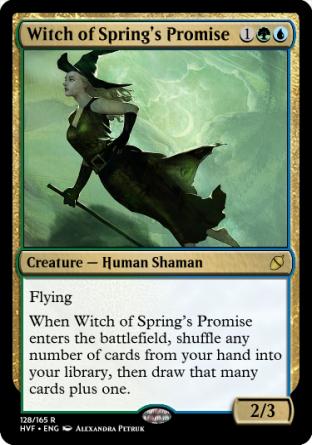 Witch of Spring's Promise 1
Creature — Human Shaman
Flying
When Witch of Spring's Promise
enters the battlefield, shuffle any
number of cards from your hand into
your library, then draw that many
cards plus one.
2/3
128/165 R
HVF • ENG Alexandra Petruk